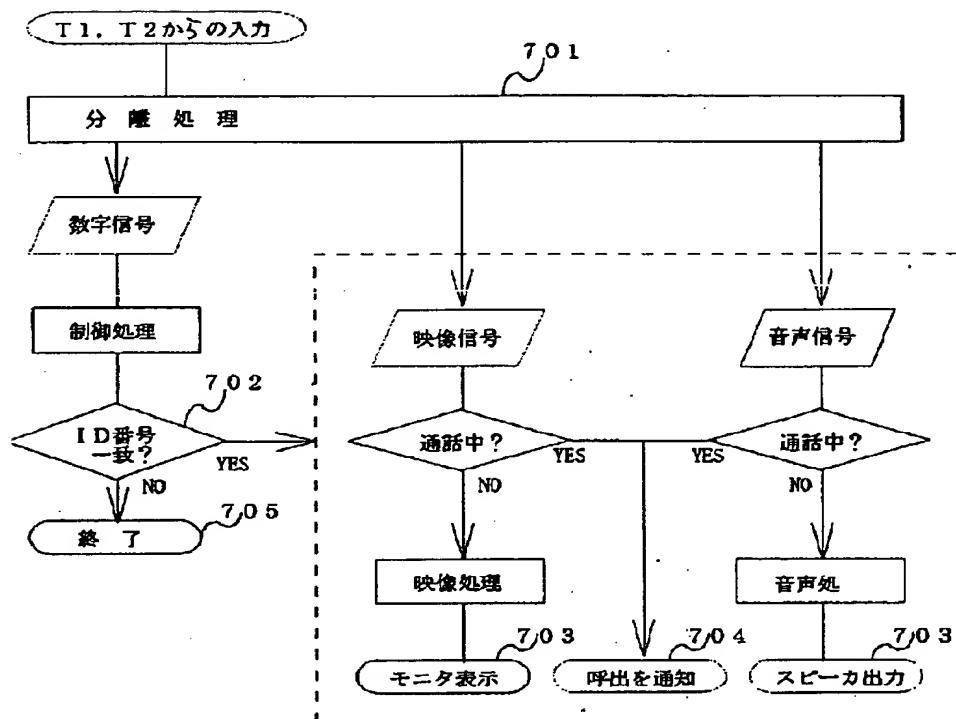 T1，T2からの入力
701
分離処理
数字信号
制御処理
702
ID番号
一致？
YES
NO
705
終了
映像信号
音声信号
通話中？
YES
YES
通話中？
NO
NO
映像処理
音声処
703
704
703
モニタ表示
呼出を通知
スピーカ出力